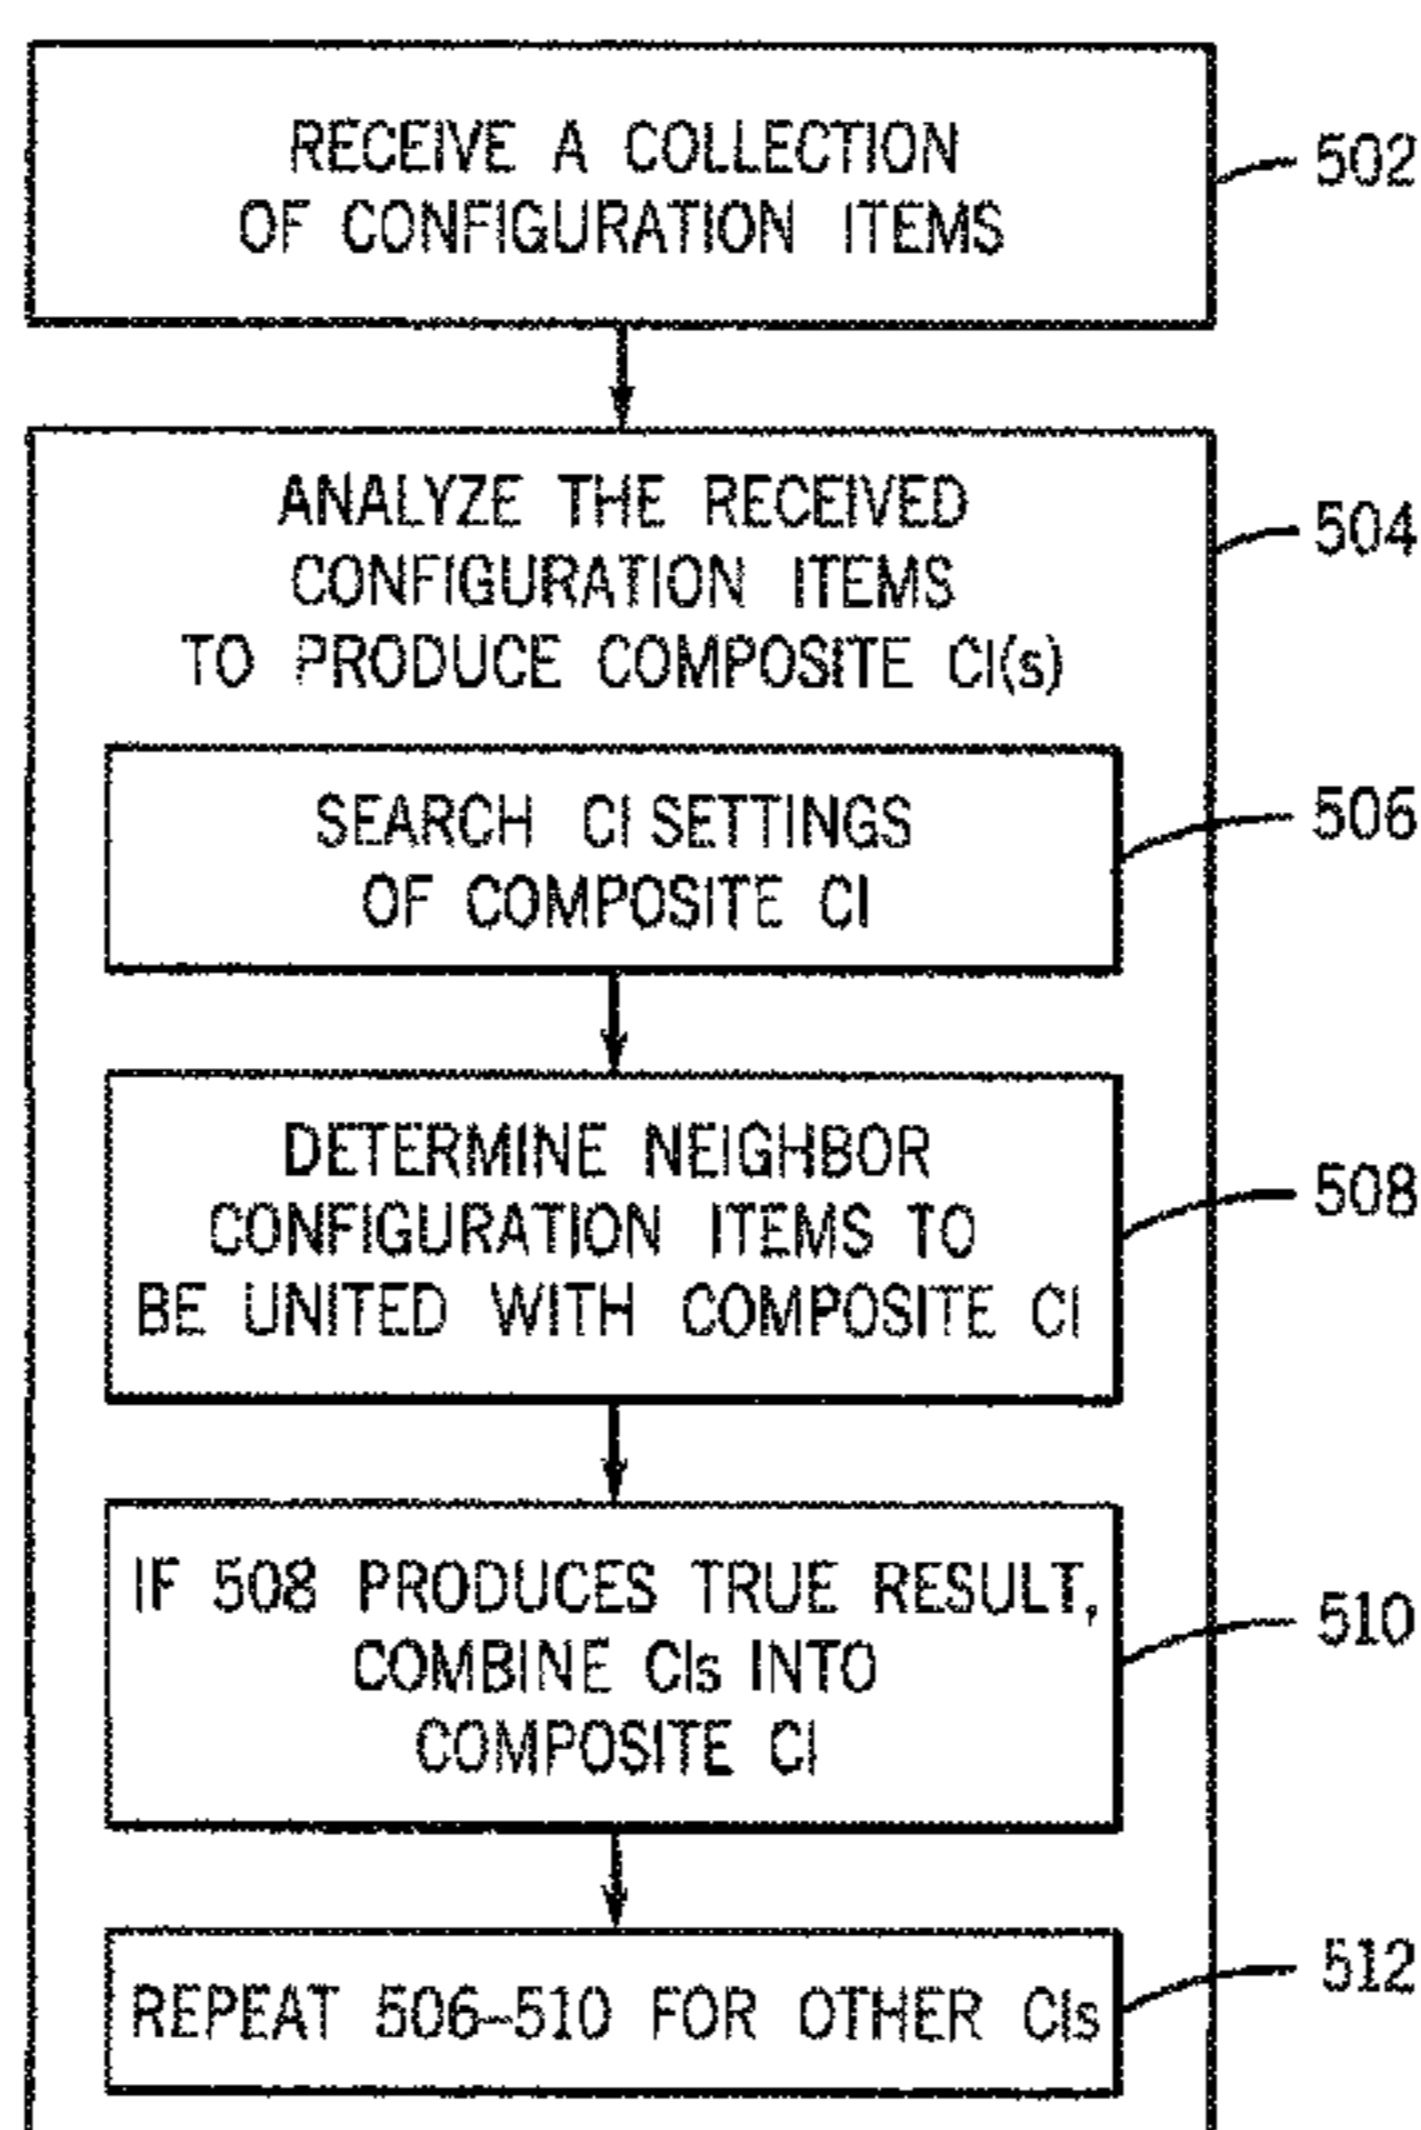 RECEIVE A COLLECTION
OF CONFIGURATION ITEMS
502
ANALYZE THE RECEIVED
CONFIGURATION ITEMS
TO PRODUCE COMPOSITE CI(s)
504
SEARCH CI SETTINGS
OF COMPOSITE CI
506
DETERMINE NEIGHBOR
CONFIGURATION ITEMS TO
BE UNITED WITH COMPOSITE CI
508
IF 508 PRODUCES TRUE RESULT,
COMBINE CIs INTO
COMPOSITE CI
510
REPEAT 506–510 FOR OTHER CIs
512